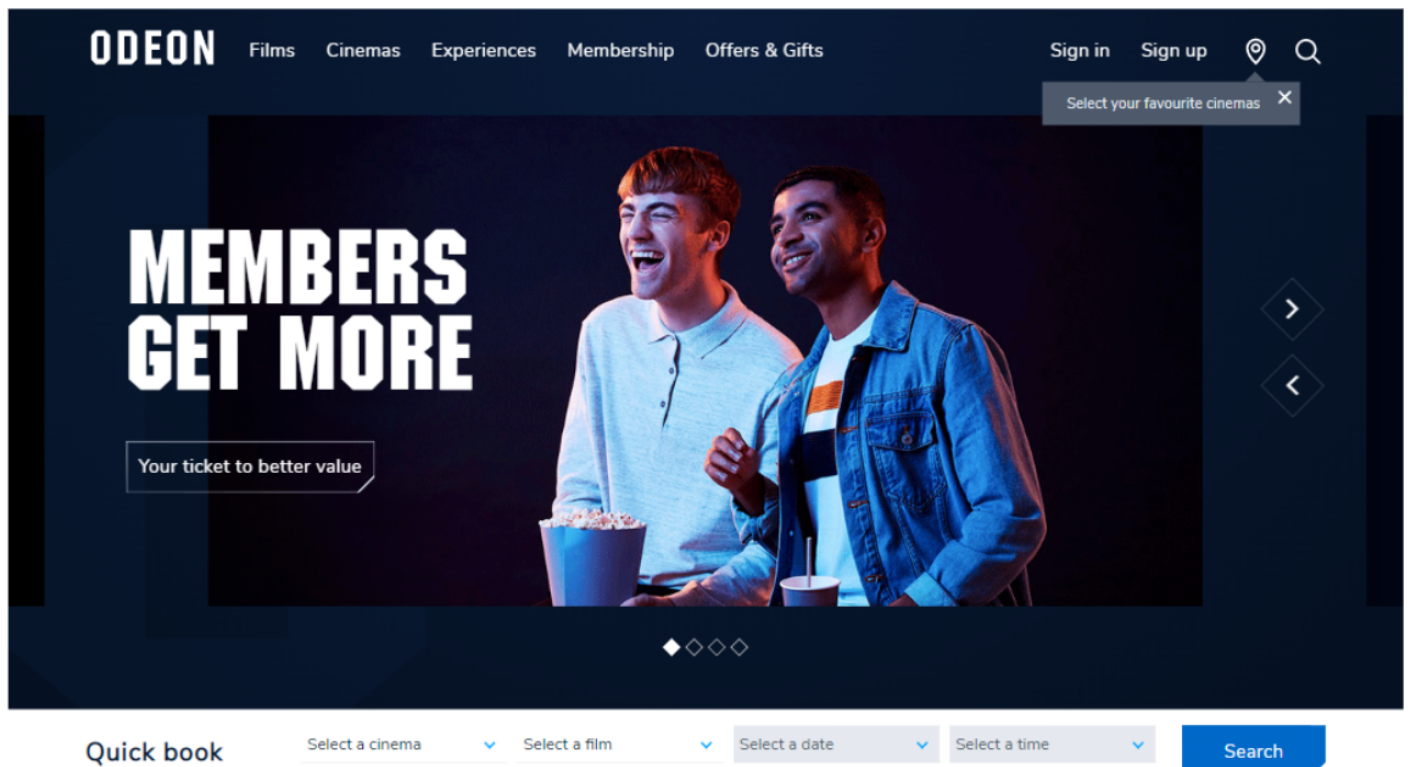 ODEON Films Cinemas Experiences Membership Offers & Gifts Sign in Sign up
Select your favourite cinemas
MEMBERS
GET MORE
Your ticket to better value
Quick book Select a cinema Select a film Select a date Select a time Search